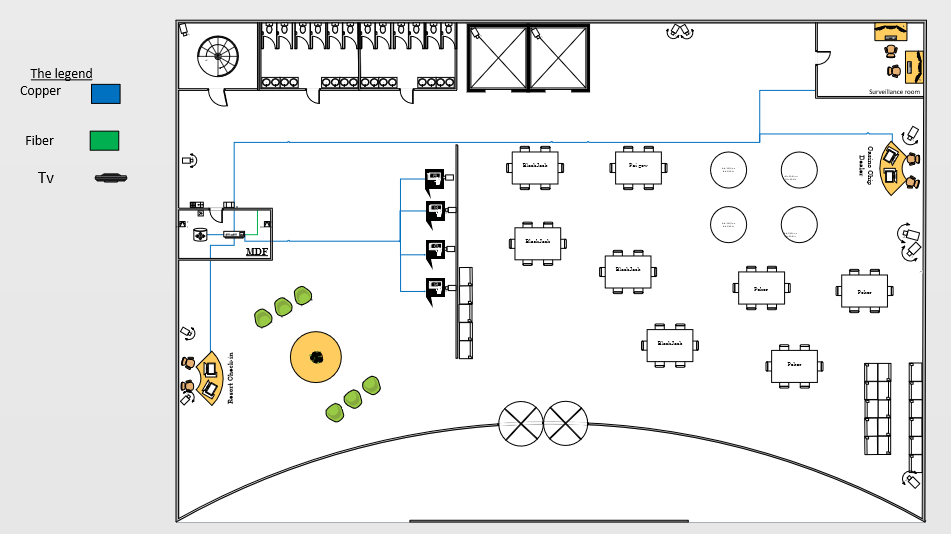 The legend
Copper
Fiber
Tv
Surveillance room
BlackJack
Pai gow
Casino Chip
Dealer
BlackJack
MDF
BlackJack
Poker
Poker
BlackJack
Poker
Resort Check-in